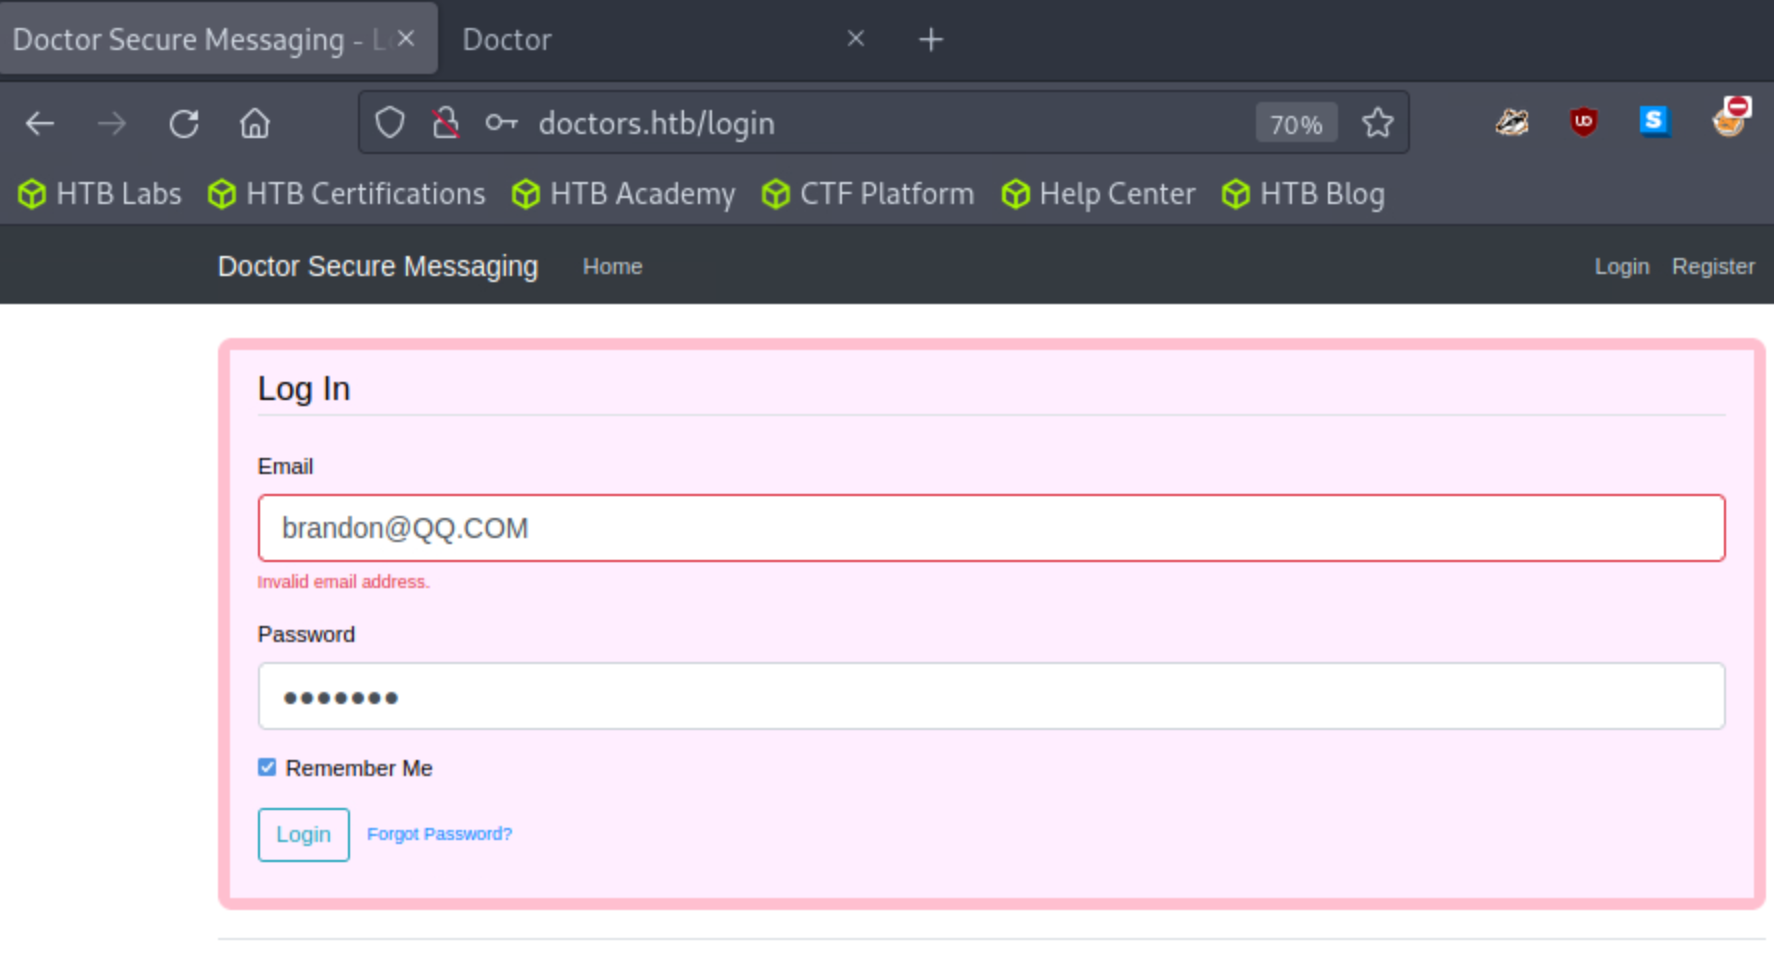 Doctor Secure Messaging - L
Doctor
doctors.htb/login
70%
HTB Labs HTB Certifications HTB Academy CTF Platform Help Center HTB Blog
Doctor Secure Messaging Home Login Register
Log In
Email
brandon@QQ.COM
Invalid email address.
Password
Remember Me
Login Forgot Password?